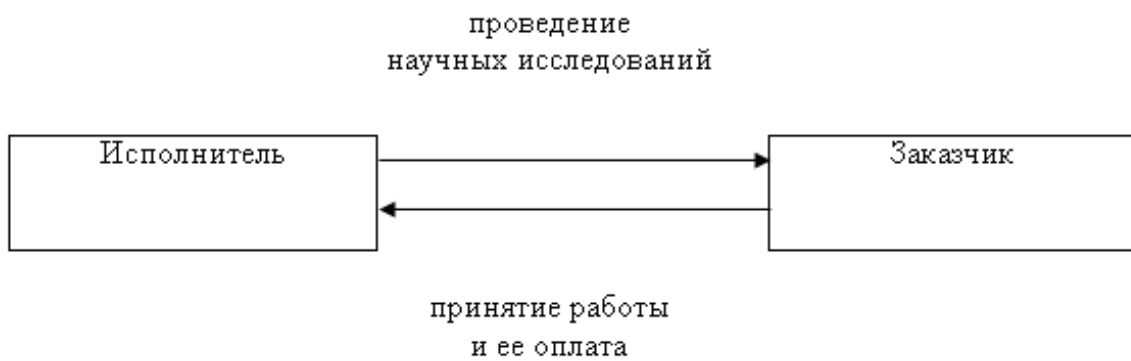 проведение
научных исследований
Исполнитель
Заказчик
принятие работы
и ее оплата